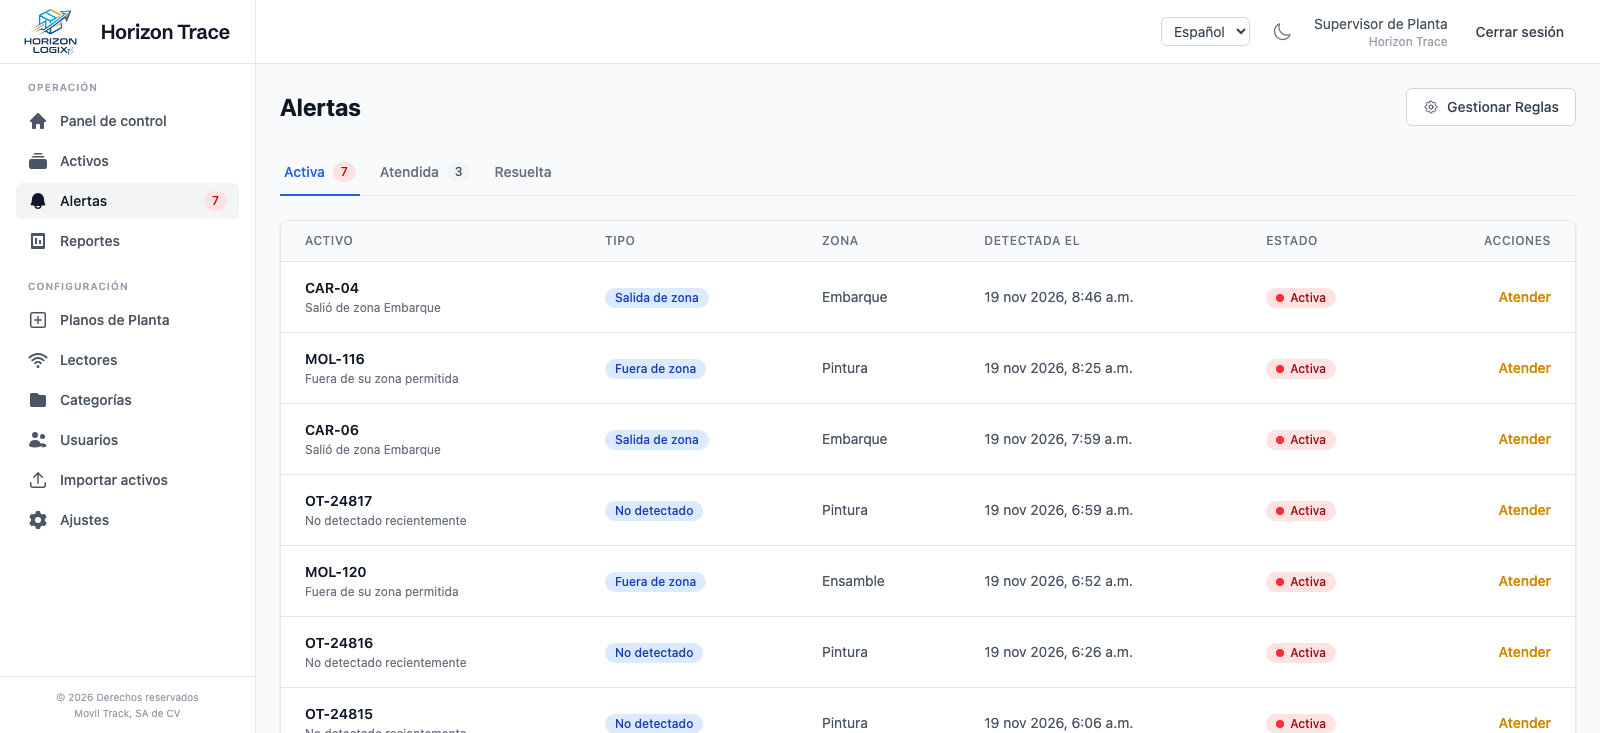 HORIZON
LOGIX
Horizon Trace
Español
Supervisor de Planta
Horizon Trace
Cerrar sesión
OPERACIÓN
Panel de control
Activos
Alertas 7
Reportes
CONFIGURACIÓN
Planos de Planta
Lectores
Categorías
Usuarios
Importar activos
Ajustes
© 2026 Derechos reservados
Movil Track, SA de CV
Alertas
Gestionar Reglas
Activa 7 Atendida 3 Resuelta
ACTIVO TIPO ZONA DETECTADA EL ESTADO ACCIONES
CAR-04
Salió de zona Embarque
Salida de zona Embarque 19 nov 2026, 8:46 a.m. Activa Atender
MOL-116
Fuera de su zona permitida
Fuera de zona Pintura 19 nov 2026, 8:25 a.m. Activa Atender
CAR-06
Salió de zona Embarque
Salida de zona Embarque 19 nov 2026, 7:59 a.m. Activa Atender
OT-24817
No detectado recientemente
No detectado Pintura 19 nov 2026, 6:59 a.m. Activa Atender
MOL-120
Fuera de su zona permitida
Fuera de zona Ensamble 19 nov 2026, 6:52 a.m. Activa Atender
OT-24816
No detectado recientemente
No detectado Pintura 19 nov 2026, 6:26 a.m. Activa Atender
OT-24815
No detectado recientemente
No detectado Pintura 19 nov 2026, 6:06 a.m. Activa Atender